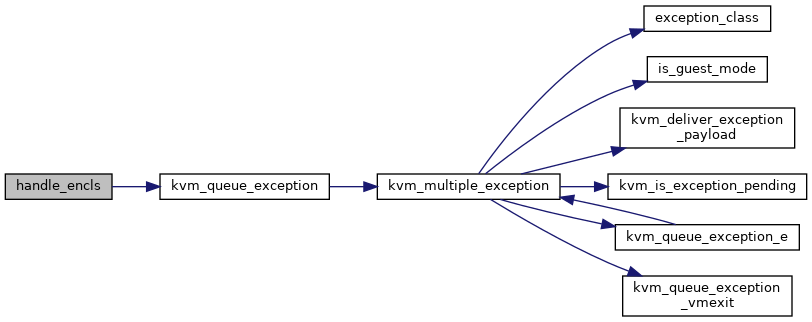 exception_class
is_guest_mode
kvm_deliver_exception
_payload
handle_encls
kvm_queue_exception
kvm_multiple_exception
kvm_is_exception_pending
kvm_queue_exception_e
kvm_queue_exception
_vmexit